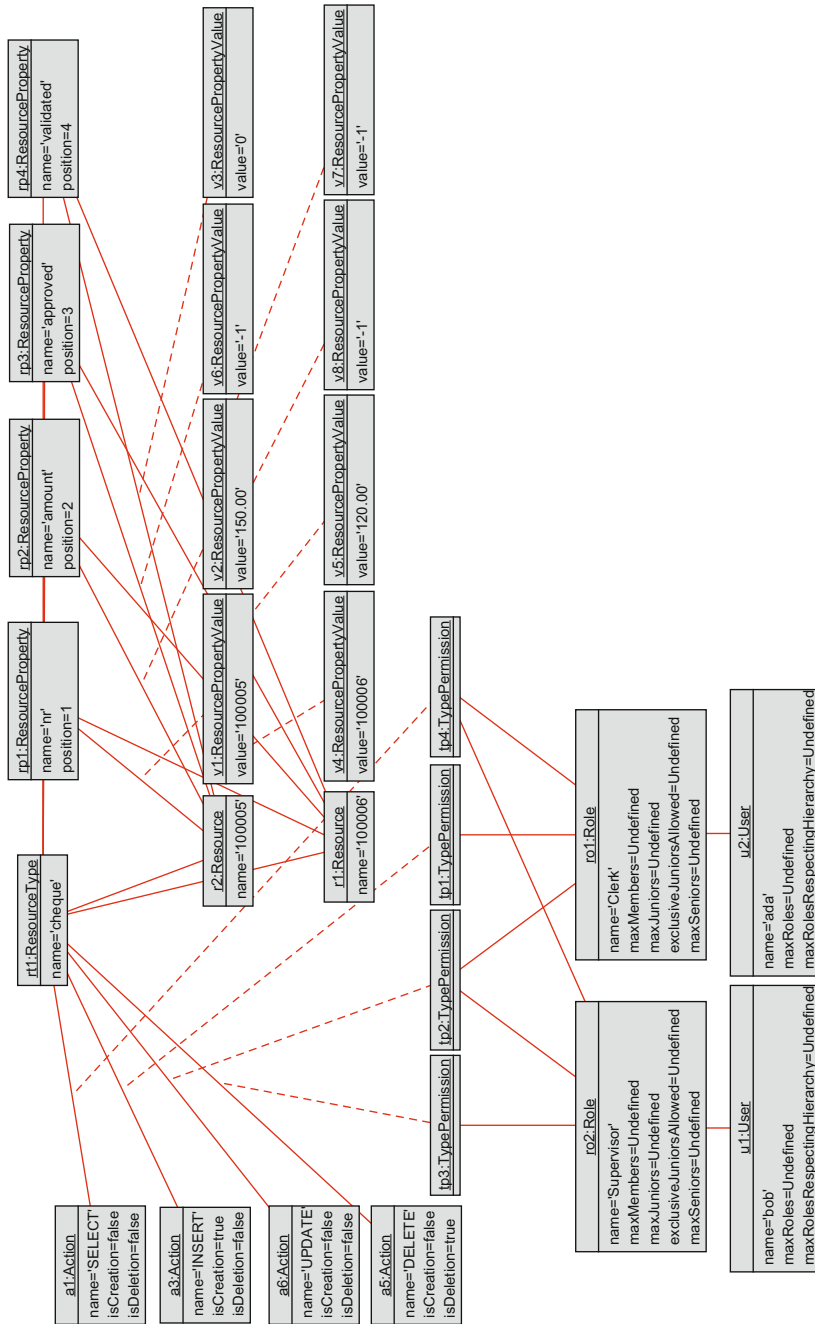 a1:Action
name='SELECT'
isCreation=false
isDeletion=false
a3:Action
name='INSERT'
isCreation=true
isDeletion=false
a6:Action
name='UPDATE'
isCreation=false
isDeletion=false
a5:Action
name='DELETE'
isCreation=false
isDeletion=true
rt1:ResourceType
name='cheque'
rp1:ResourceProperty
name='nr'
position=1
rp2:ResourceProperty
name='amount'
position=2
rp3:ResourceProperty
name='approved'
position=3
rp4:ResourceProperty
name='validated'
position=4
r2:Resource
name='100005'
v1:ResourcePropertyValue
value='100005'
v2:ResourcePropertyValue
value='150.00'
v6:ResourcePropertyValue
value='-1'
v3:ResourcePropertyValue
value='0'
r1:Resource
name='100006'
v4:ResourcePropertyValue
value='100006'
v5:ResourcePropertyValue
value='120.00'
v8:ResourcePropertyValue
value='-1'
v7:ResourcePropertyValue
value='-1'
tp3:TypePermission
tp2:TypePermission
tp1:TypePermission
tp4:TypePermission
ro2:Role
name='Supervisor'
maxMembers=Undefined
maxJuniors=Undefined
exclusiveJuniorsAllowed=Undefined
maxSeniors=Undefined
ro1:Role
name='Clerk'
maxMembers=Undefined
maxJuniors=Undefined
exclusiveJuniorsAllowed=Undefined
maxSeniors=Undefined
u1:User
name='bob'
maxRoles=Undefined
maxRolesRespectingHierarchy=Undefined
u2:User
name='ada'
maxRoles=Undefined
maxRolesRespectingHierarchy=Undefined